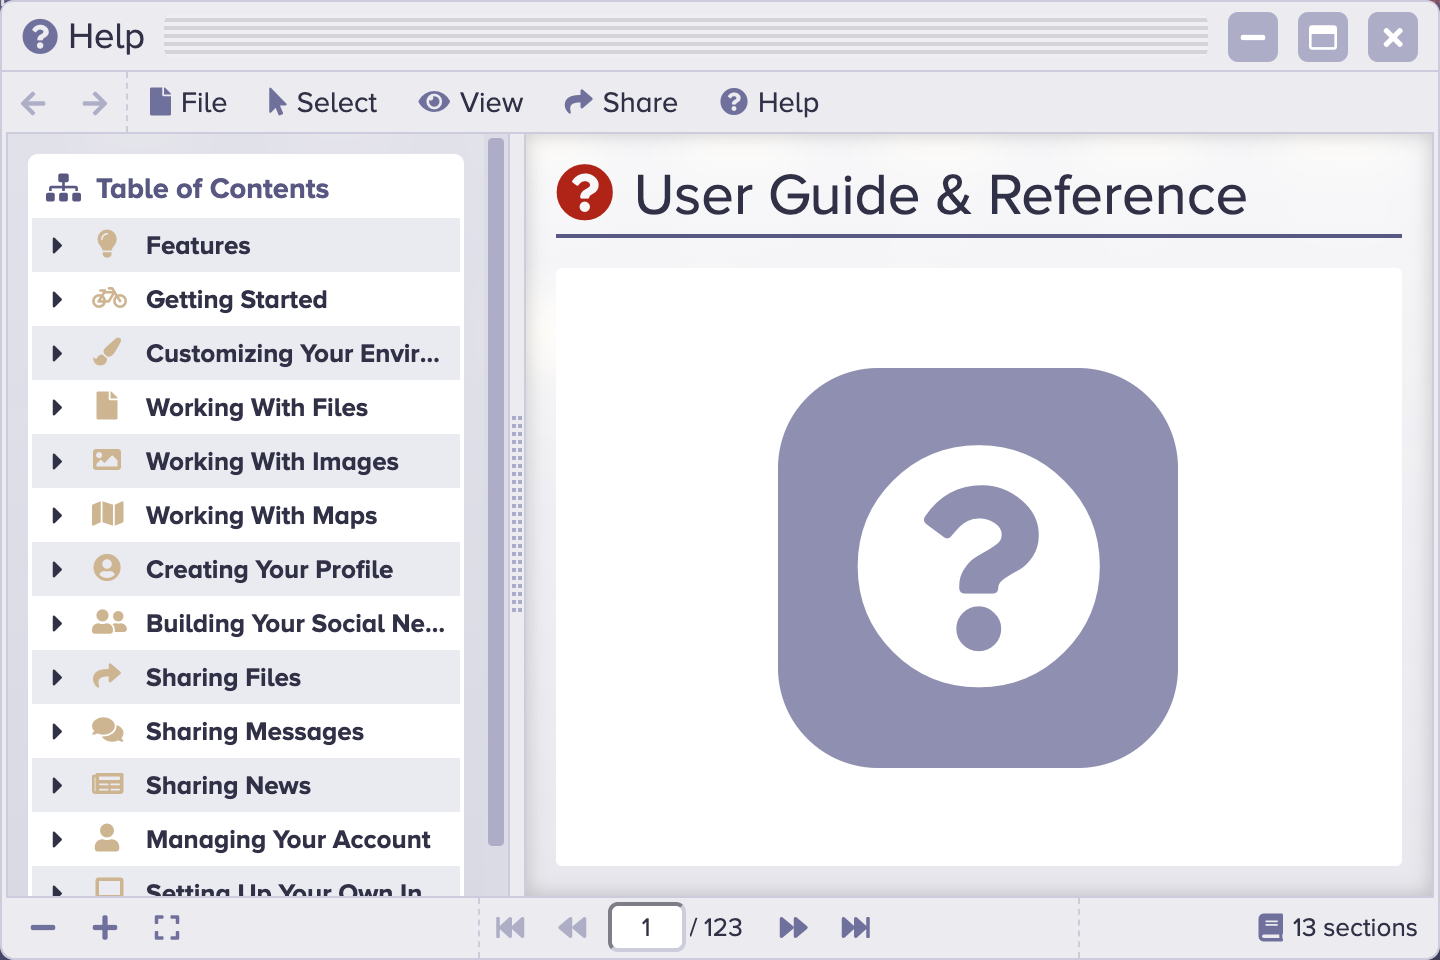 Help
File Select View Share Help
Table of Contents
Features
Getting Started
Customizing Your Envir...
Working With Files
Working With Images
Working With Maps
Creating Your Profile
Building Your Social Ne...
Sharing Files
Sharing Messages
Sharing News
Managing Your Account
Setting Up Your Own In
User Guide & Reference
1 / 123
13 sections